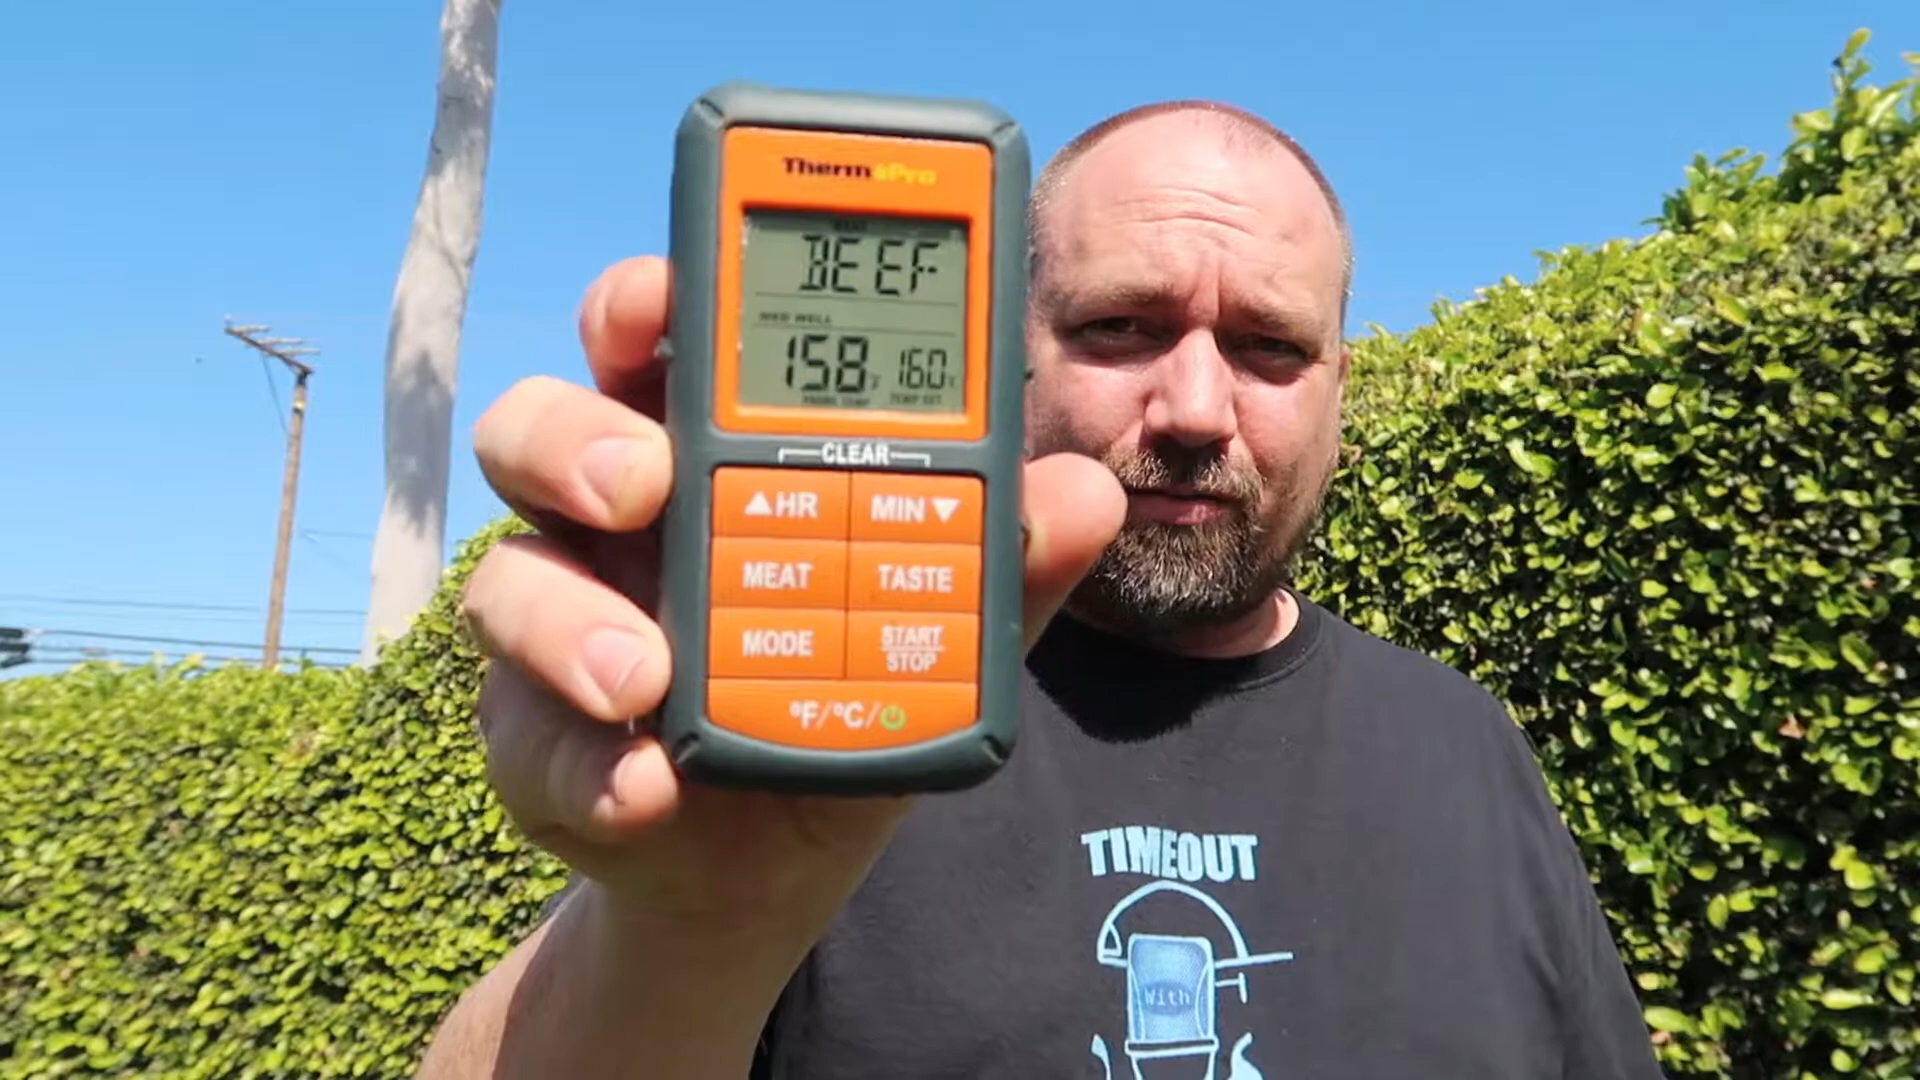 ThermoPro
MEAT
BEEF
MED WELL
158°F 160°F
PROBE TEMP TEMP SET
CLEAR
▲HR MIN▼
MEAT TASTE
MODE START
STOP
°F/°C/⏻
TIMEOUT
With